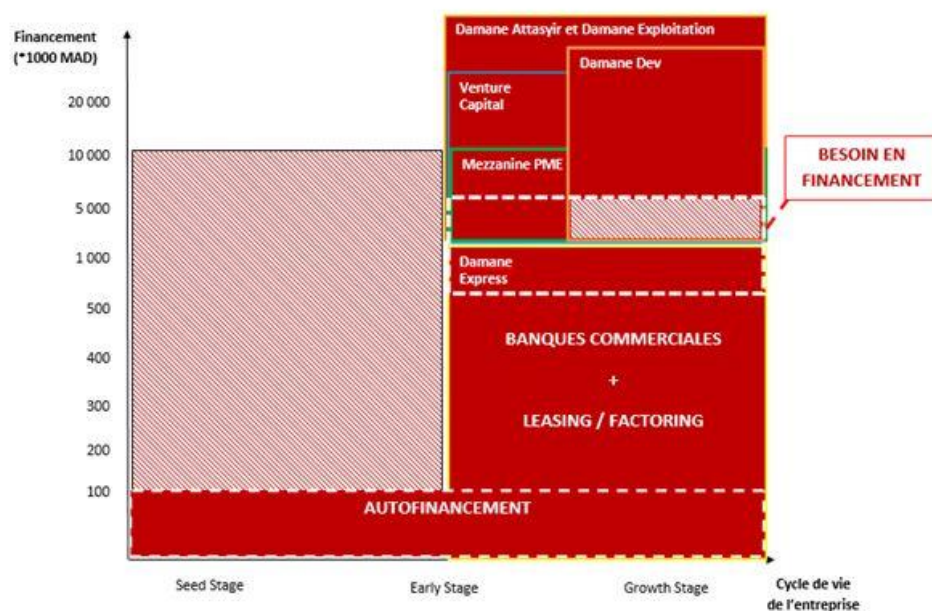 Financement
(*1000 MAD)
20 000
10 000
5 000
1 000
500
400
300
200
100
Damane Attasyir et Damane Exploitation
Damane Dev
Venture
Capital
Mezzanine PME
BESOIN EN
FINANCEMENT
Damane
Express
BANQUES COMMERCIALES
+
LEASING / FACTORING
AUTOFINANCEMENT
Seed Stage
Early Stage
Growth Stage
Cycle de vie
de l'entreprise